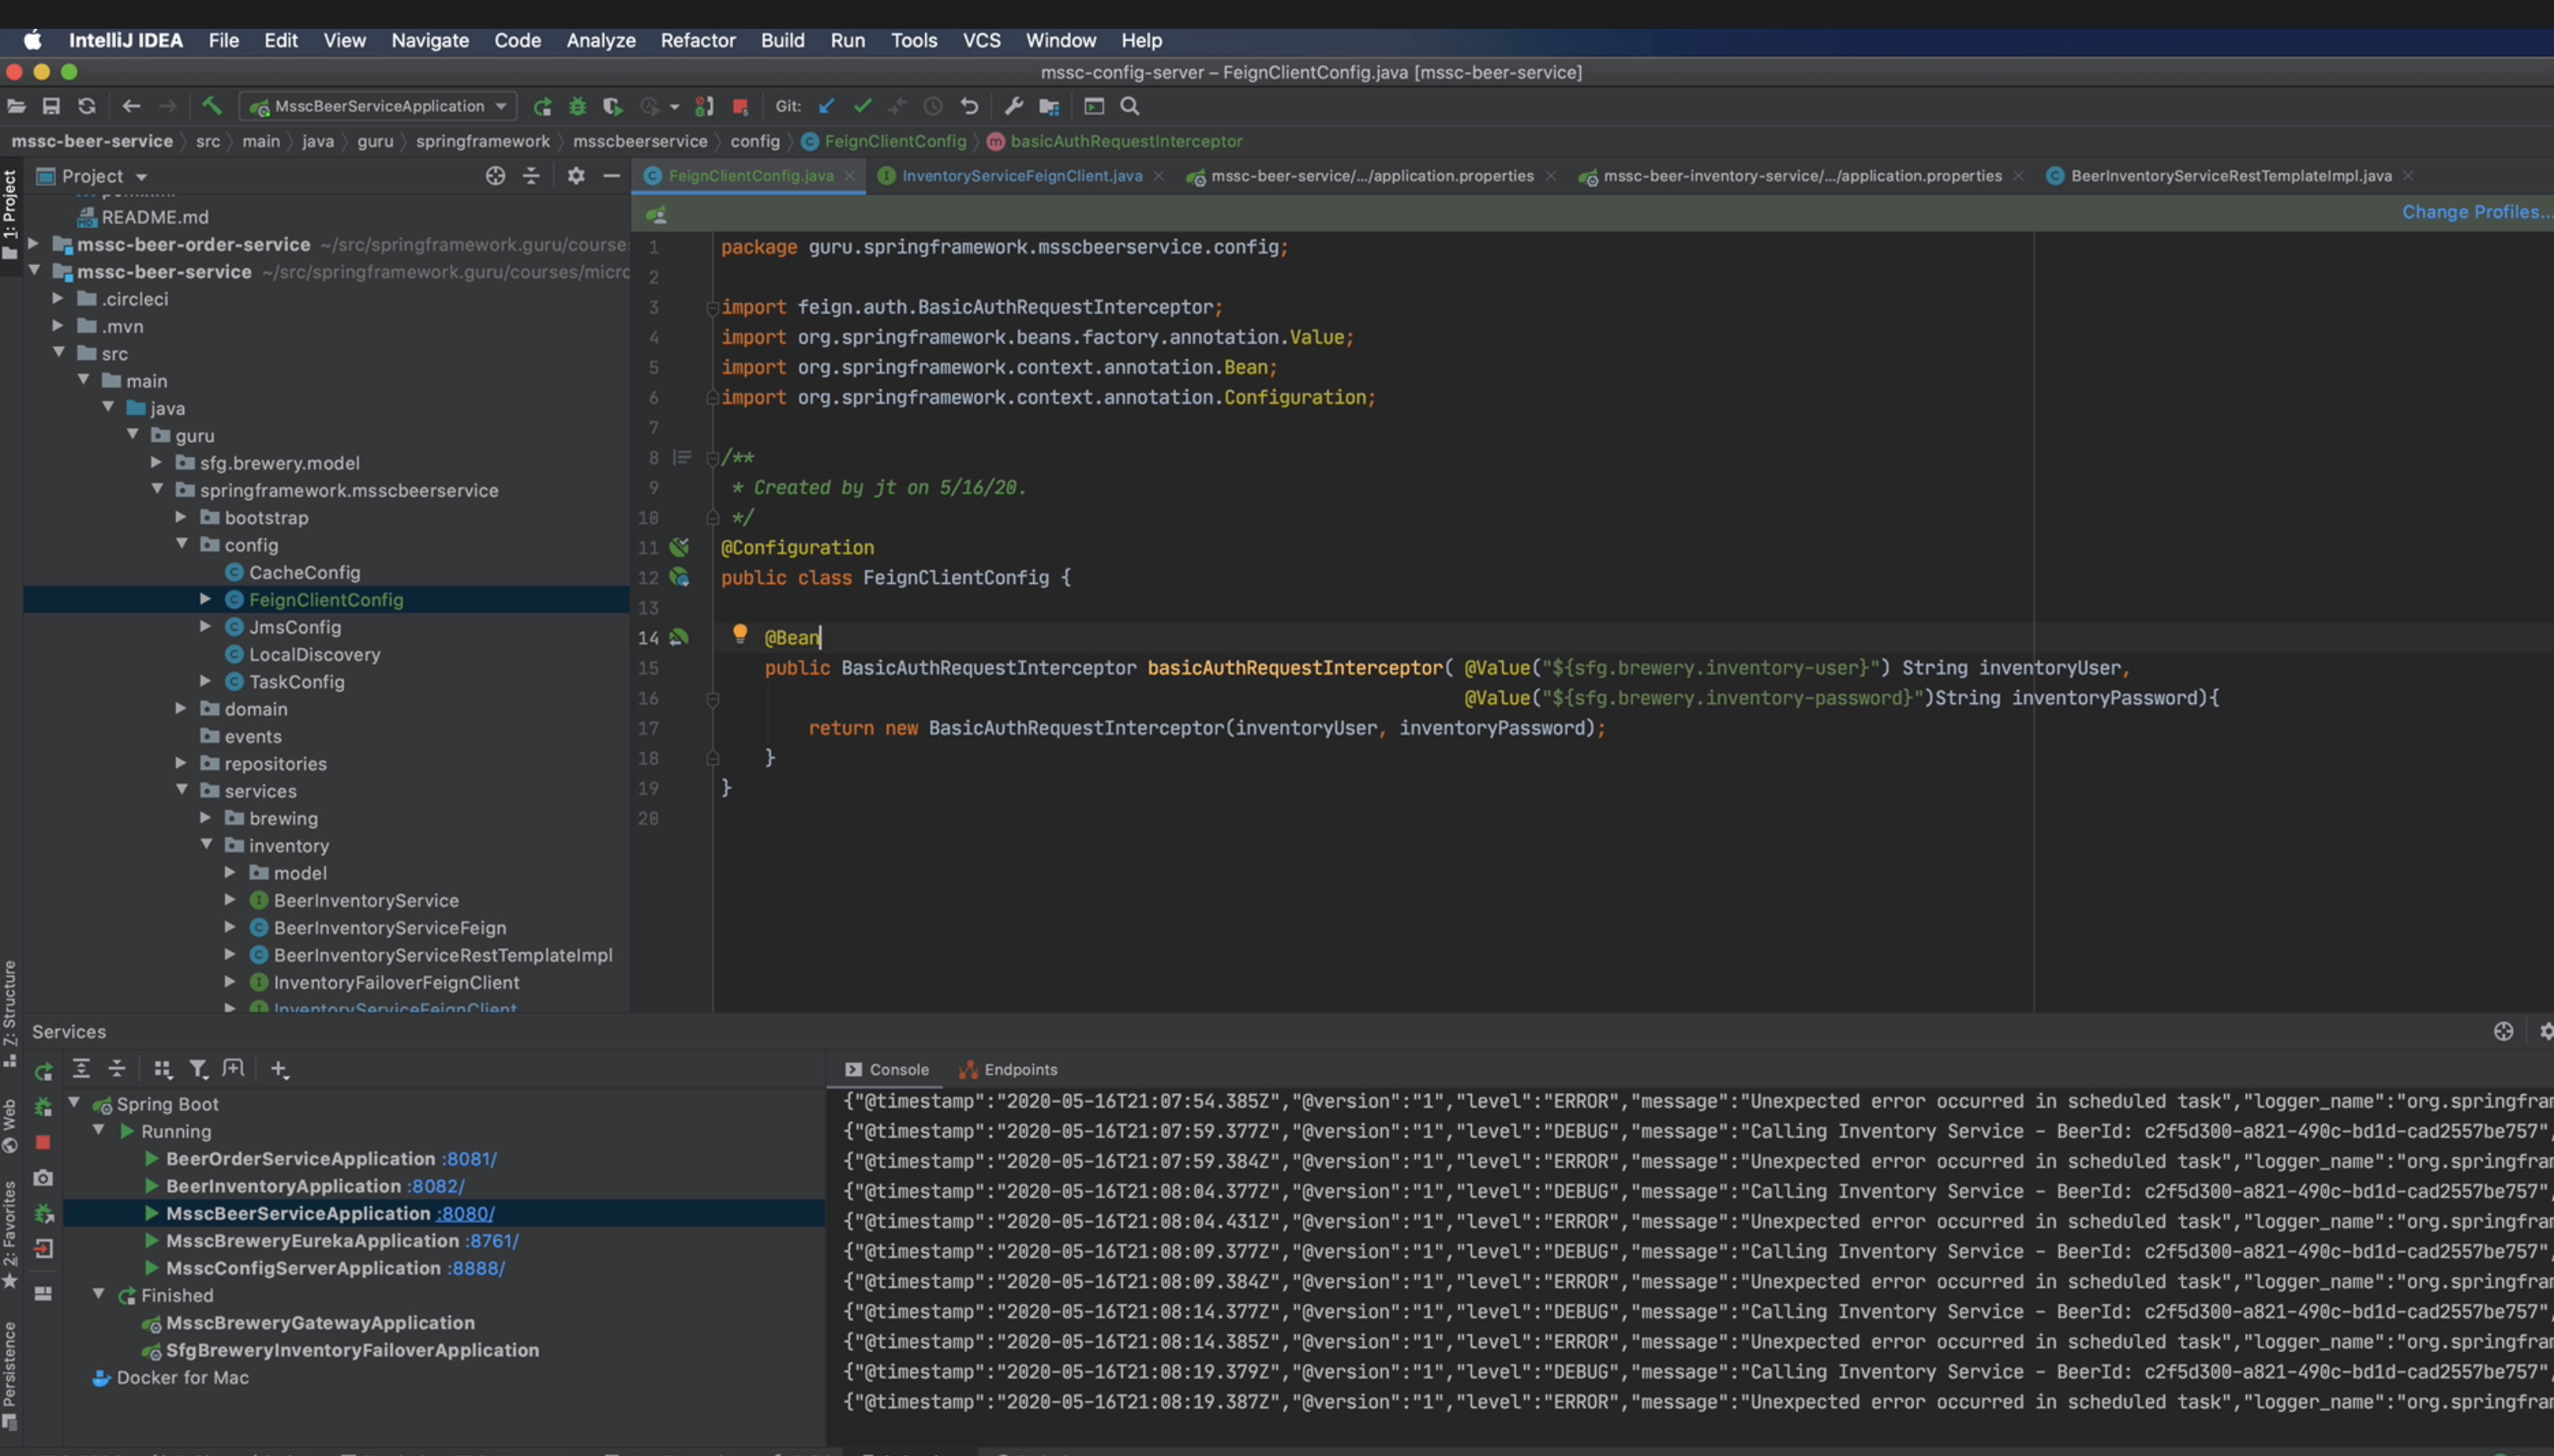 IntelliJ IDEA File Edit View Navigate Code Analyze Refactor Build Run Tools VCS Window Help
mssc-config-server – FeignClientConfig.java [mssc-beer-service]
MsscBeerServiceApplication Git:
mssc-beer-service src main java guru springframework msscbeerservice config FeignClientConfig basicAuthRequestInterceptor
1: Project
Project
README.md
mssc-beer-order-service ~/src/springframework.guru/course
mssc-beer-service ~/src/springframework.guru/courses/micro
.circleci
.mvn
src
main
java
guru
sfg.brewery.model
springframework.msscbeerservice
bootstrap
config
CacheConfig
FeignClientConfig
JmsConfig
LocalDiscovery
TaskConfig
domain
events
repositories
services
brewing
inventory
model
BeerInventoryService
BeerInventoryServiceFeign
BeerInventoryServiceRestTemplateImpl
InventoryFailoverFeignClient
InventoryServiceFeignClient
FeignClientConfig.java InventoryServiceFeignClient.java mssc-beer-service/.../application.properties mssc-beer-inventory-service/.../application.properties BeerInventoryServiceRestTemplateImpl.java
Change Profiles...
1 package guru.springframework.msscbeerservice.config;
2
3 import feign.auth.BasicAuthRequestInterceptor;
4 import org.springframework.beans.factory.annotation.Value;
5 import org.springframework.context.annotation.Bean;
6 import org.springframework.context.annotation.Configuration;
7
8 /**
9 * Created by jt on 5/16/20.
10 */
11 @Configuration
12 public class FeignClientConfig {
13
14 @Bean
15 public BasicAuthRequestInterceptor basicAuthRequestInterceptor( @Value("${sfg.brewery.inventory-user}") String inventoryUser,
16 @Value("${sfg.brewery.inventory-password}")String inventoryPassword){
17 return new BasicAuthRequestInterceptor(inventoryUser, inventoryPassword);
18 }
19 }
20
Z: Structure
Web
2: Favorites
Persistence
Services
Spring Boot
Running
BeerOrderServiceApplication :8081/
BeerInventoryApplication :8082/
MsscBeerServiceApplication :8080/
MsscBreweryEurekaApplication :8761/
MsscConfigServerApplication :8888/
Finished
MsscBreweryGatewayApplication
SfgBreweryInventoryFailoverApplication
Docker for Mac
Console Endpoints
{"@timestamp":"2020-05-16T21:07:54.385Z","@version":"1","level":"ERROR","message":"Unexpected error occurred in scheduled task","logger_name":"org.springfra
{"@timestamp":"2020-05-16T21:07:59.377Z","@version":"1","level":"DEBUG","message":"Calling Inventory Service - BeerId: c2f5d300-a821-490c-bd1d-cad2557be757",
{"@timestamp":"2020-05-16T21:07:59.384Z","@version":"1","level":"ERROR","message":"Unexpected error occurred in scheduled task","logger_name":"org.springfra
{"@timestamp":"2020-05-16T21:08:04.377Z","@version":"1","level":"DEBUG","message":"Calling Inventory Service - BeerId: c2f5d300-a821-490c-bd1d-cad2557be757",
{"@timestamp":"2020-05-16T21:08:04.431Z","@version":"1","level":"ERROR","message":"Unexpected error occurred in scheduled task","logger_name":"org.springfra
{"@timestamp":"2020-05-16T21:08:09.377Z","@version":"1","level":"DEBUG","message":"Calling Inventory Service - BeerId: c2f5d300-a821-490c-bd1d-cad2557be757",
{"@timestamp":"2020-05-16T21:08:09.384Z","@version":"1","level":"ERROR","message":"Unexpected error occurred in scheduled task","logger_name":"org.springfra
{"@timestamp":"2020-05-16T21:08:14.377Z","@version":"1","level":"DEBUG","message":"Calling Inventory Service - BeerId: c2f5d300-a821-490c-bd1d-cad2557be757",
{"@timestamp":"2020-05-16T21:08:14.385Z","@version":"1","level":"ERROR","message":"Unexpected error occurred in scheduled task","logger_name":"org.springfra
{"@timestamp":"2020-05-16T21:08:19.379Z","@version":"1","level":"DEBUG","message":"Calling Inventory Service - BeerId: c2f5d300-a821-490c-bd1d-cad2557be757",
{"@timestamp":"2020-05-16T21:08:19.387Z","@version":"1","level":"ERROR","message":"Unexpected error occurred in scheduled task","logger_name":"org.springfra